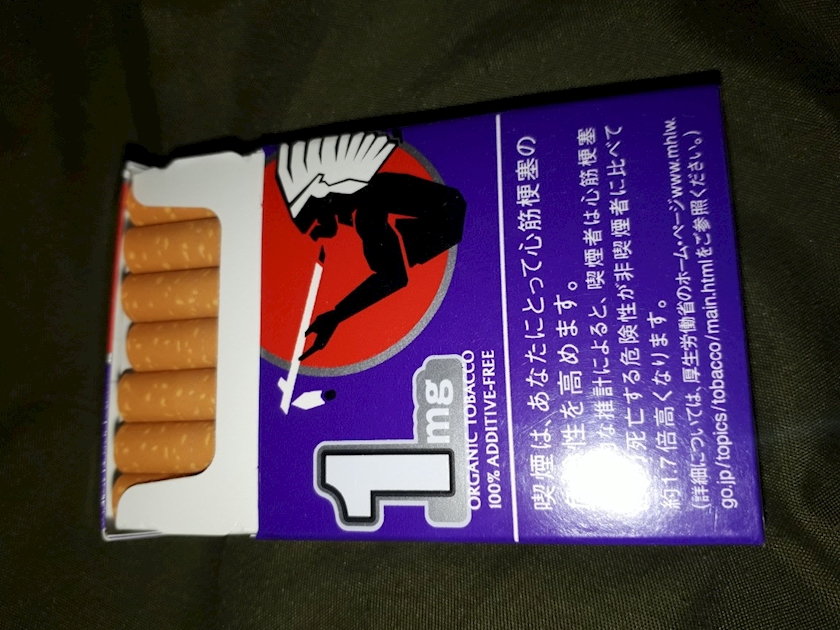 1mg
ORGANIC TOBACCO
100% ADDITIVE-FREE
喫煙は、あなたにとって心筋梗塞の
性を高めます。
な推計によると、喫煙者は心筋梗塞
死亡する危険性が非喫煙者に比べて
約1.7倍高くなります。
(詳細については、厚生労働省のホーム・ページwww.mhlw.
go.jp/topics/tobacco/main.htmlをご参照ください。)